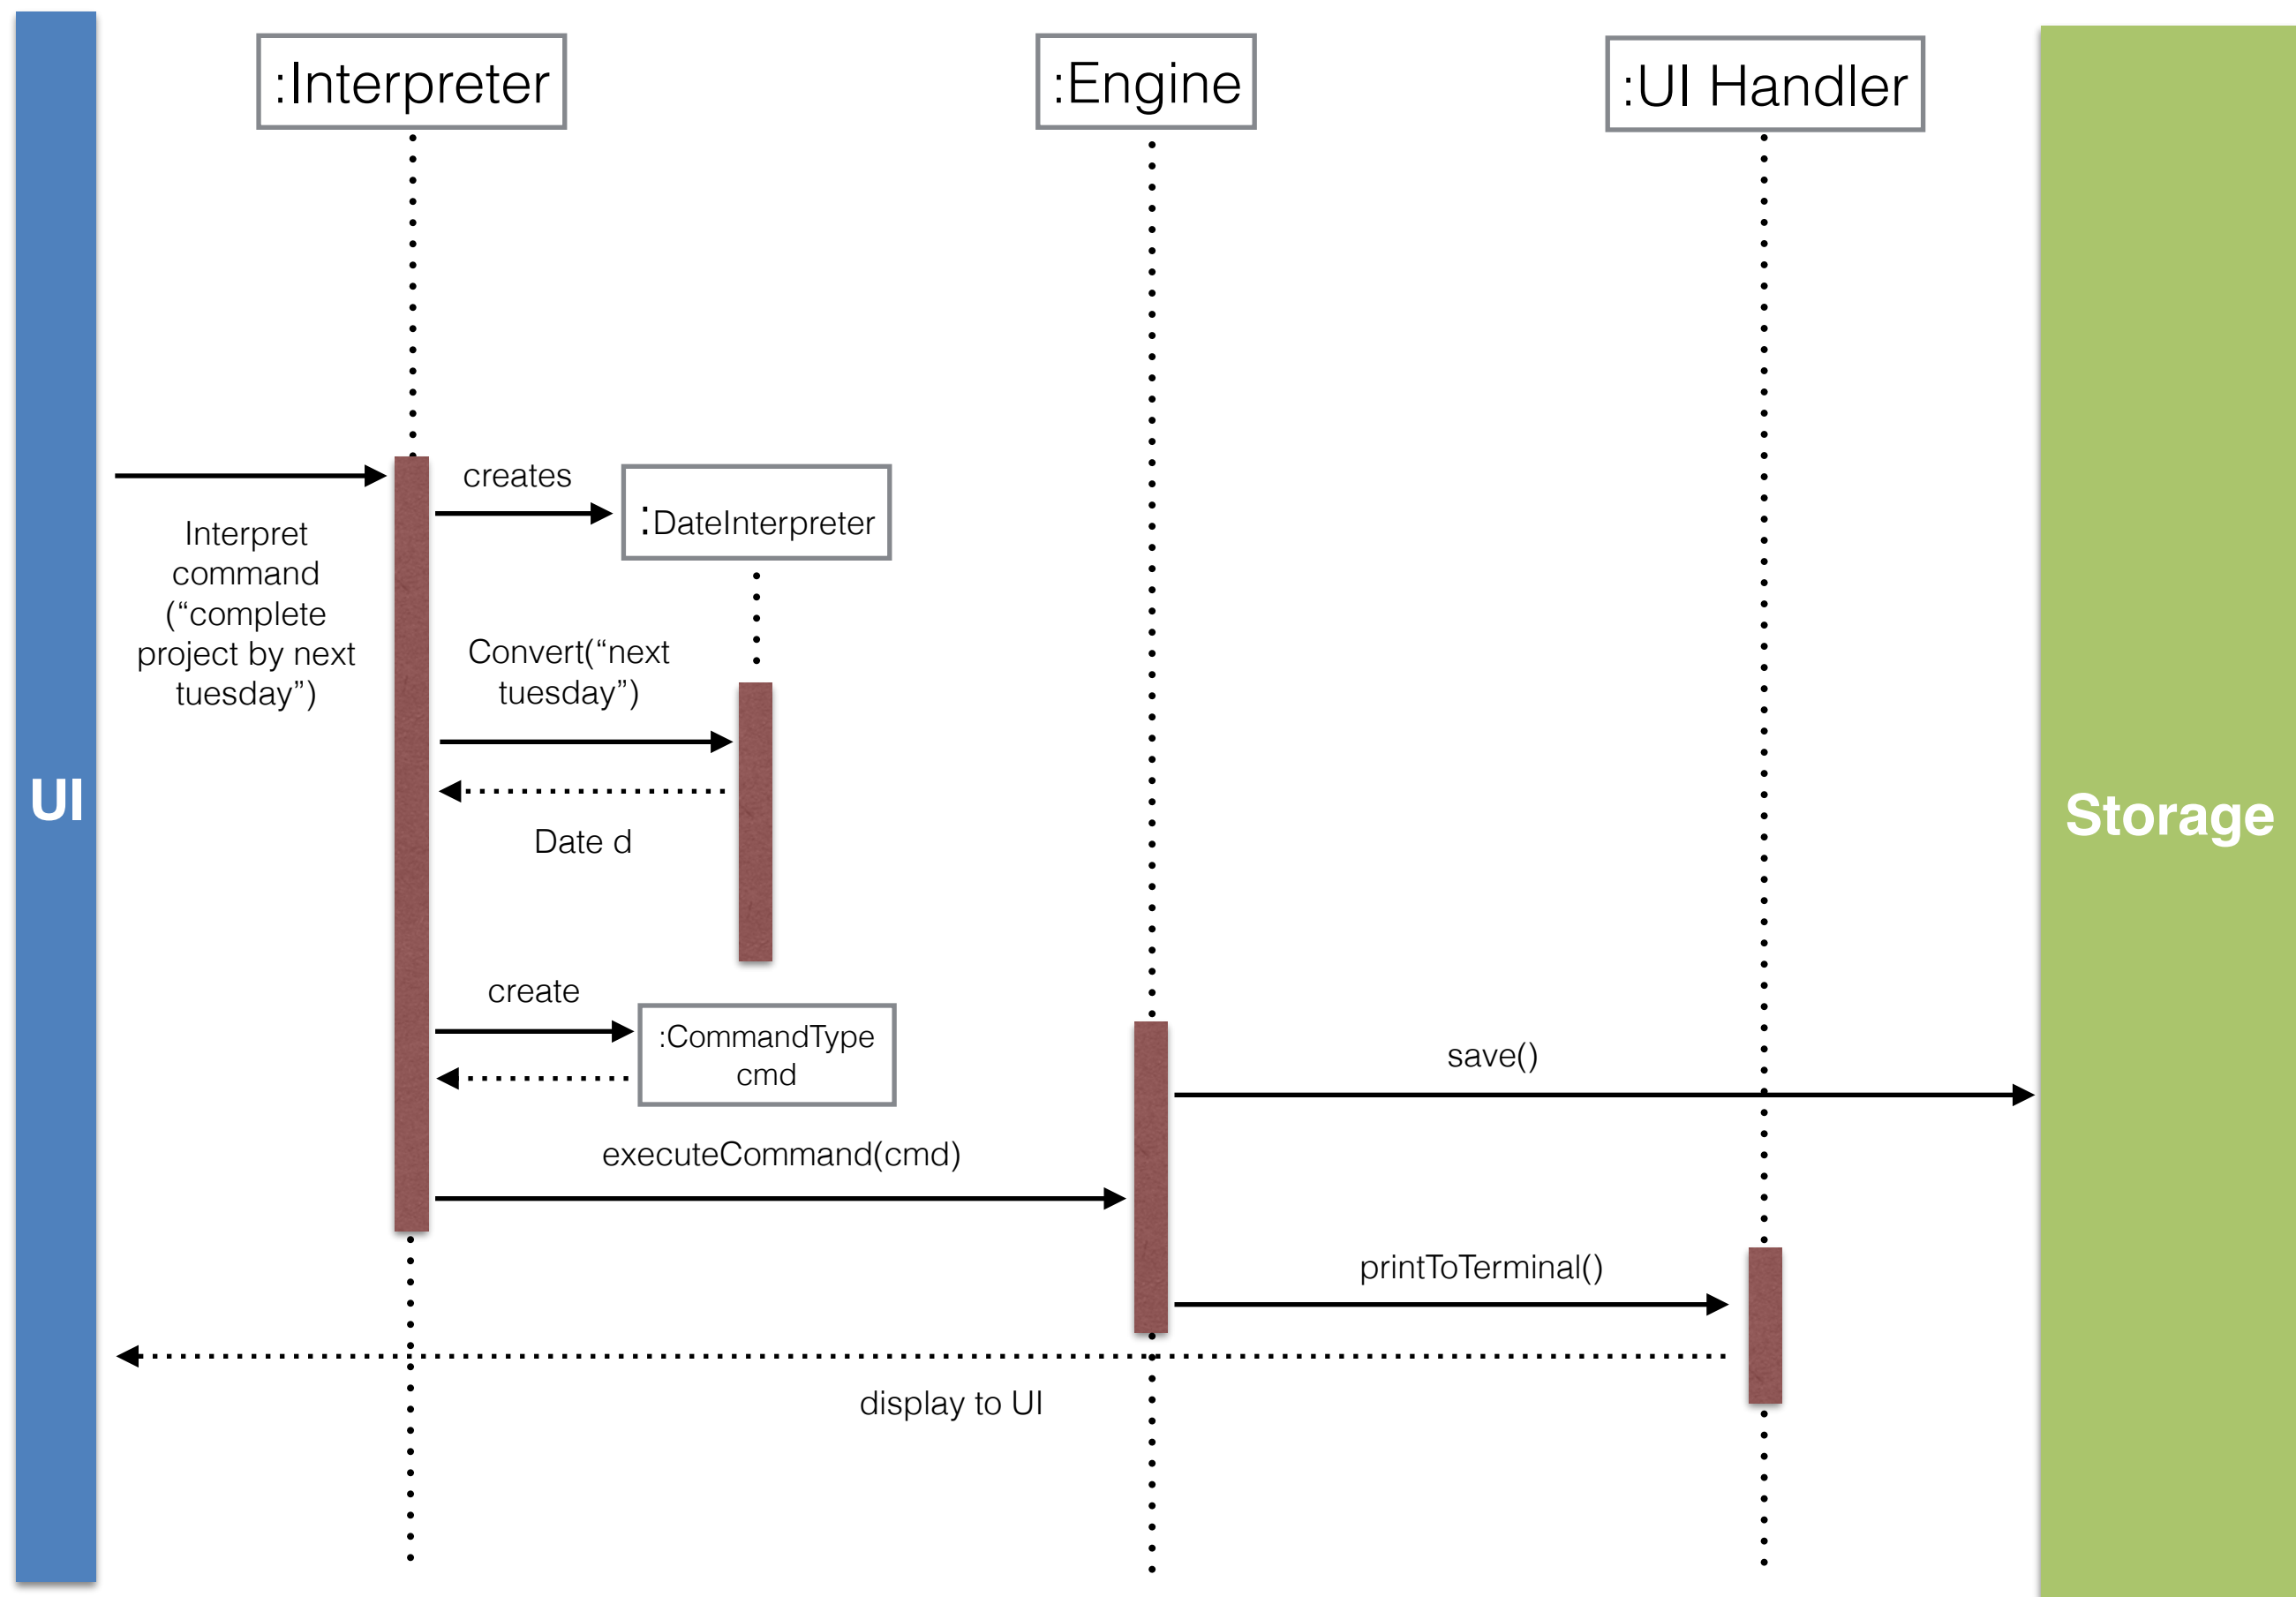 :Interpreter
:Engine
:UI Handler
creates
:DateInterpreter
Interpret
command
(“complete
project by next
tuesday”)
Convert(“next
tuesday”)
UI
Storage
Date d
create
:CommandType
cmd
save()
executeCommand(cmd)
printToTerminal()
display to UI